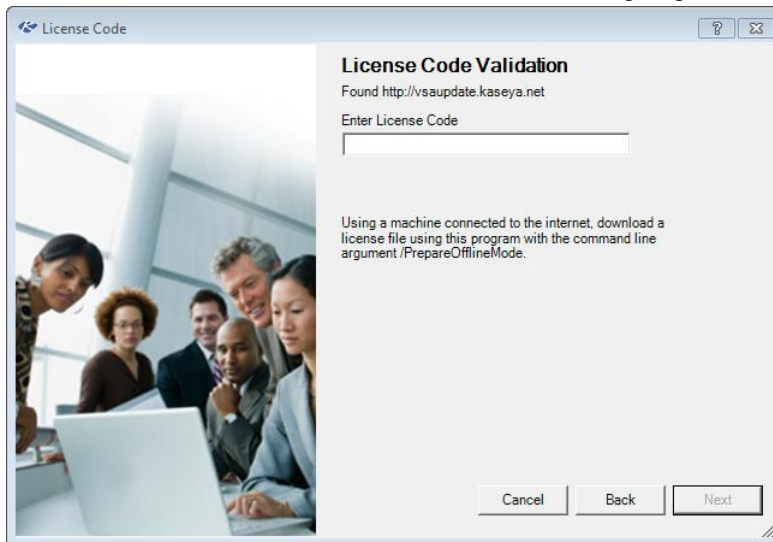 License Code
License Code Validation
Found http://vsaupdate.kaseya.net
Enter License Code
Using a machine connected to the internet, download a
license file using this program with the command line
argument /PrepareOfflineMode.
Cancel
Back
Next